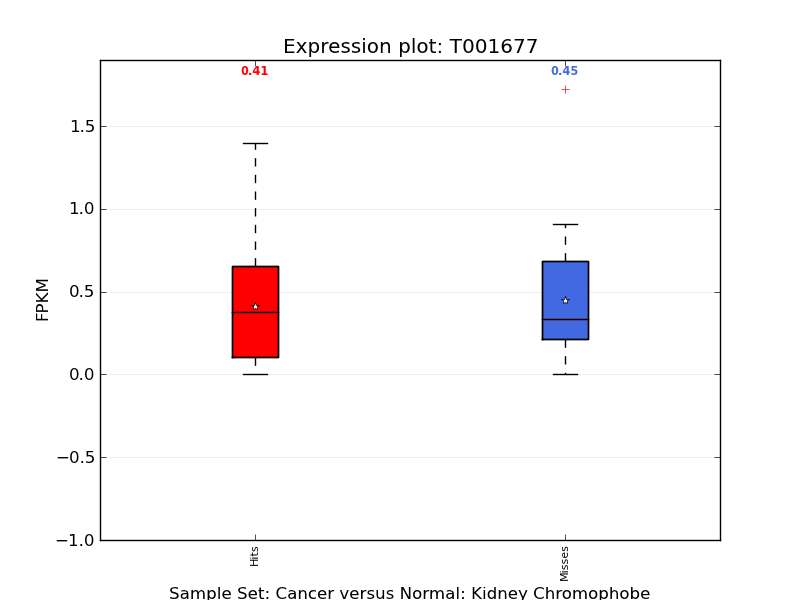 Expression plot: T001677
0.41
0.45
1.5
1.0
0.5
0.0
−0.5
−1.0
FPKM
Hits
Misses
Sample Set: Cancer versus Normal: Kidney Chromophobe